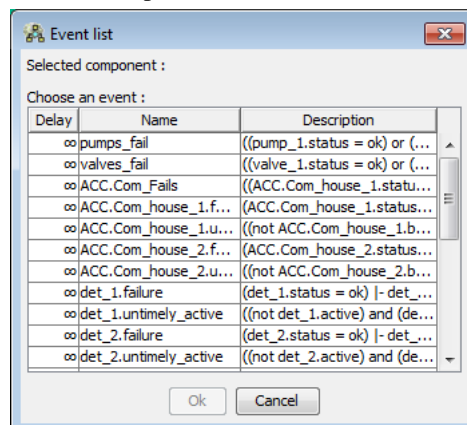 Event list
Selected component :
Choose an event :
Delay Name Description
∞ pumps_fail ((pump_1.status = ok) or (...
∞ valves_fail ((valve_1.status = ok) or (...
∞ ACC.Com_Fails ((ACC.Com_house_1.statu...
∞ ACC.Com_house_1.f... (ACC.Com_house_1.status...
∞ ACC.Com_house_1.u... ((not ACC.Com_house_1.b...
∞ ACC.Com_house_2.f... (ACC.Com_house_2.status...
∞ ACC.Com_house_2.u... ((not ACC.Com_house_2.b...
∞ det_1.failure (det_1.status = ok) |- det_...
∞ det_1.untimely_active ((not det_1.active) and (de...
∞ det_2.failure (det_2.status = ok) |- det_...
∞ det_2.untimely_active ((not det_2.active) and (de...
Ok Cancel